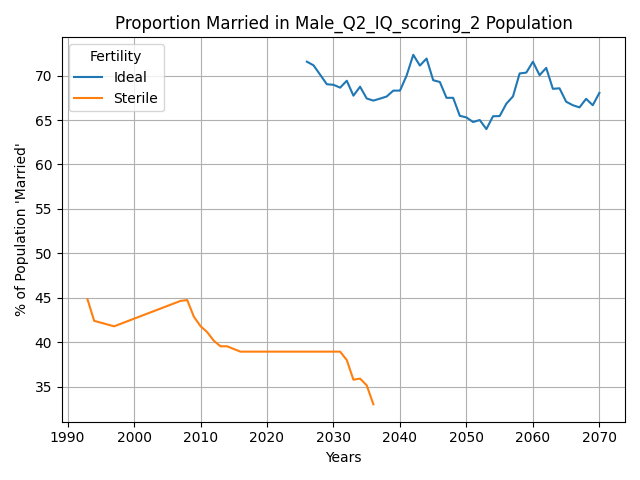 Proportion Married in Male_Q2_IQ_scoring_2 Population
Fertility
Ideal
Sterile
% of Population 'Married'
70
65
60
55
50
45
40
35
1990 2000 2010 2020 2030 2040 2050 2060 2070
Years